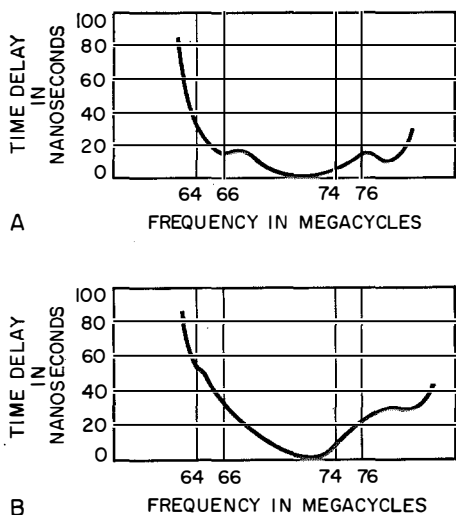 TIME DELAY
IN
NANOSECONDS
100
80
60
40
20
0
64 66 74 76
A FREQUENCY IN MEGACYCLES
TIME DELAY
IN
NANOSECONDS
100
80
60
40
20
0
64 66 74 76
B FREQUENCY IN MEGACYCLES